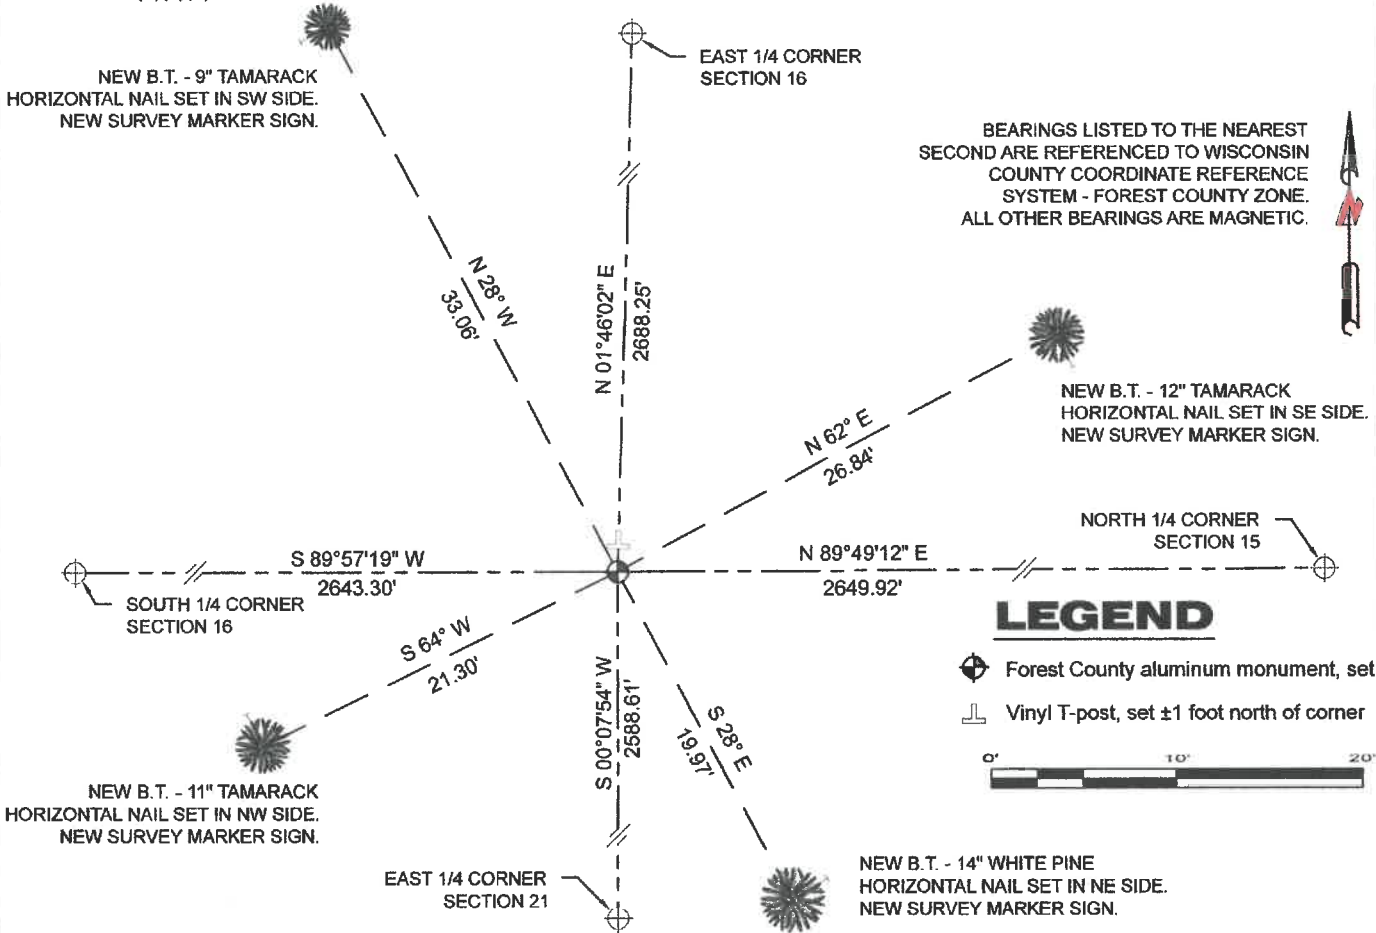 EAST 1/4 CORNER
SECTION 16
NEW B.T. - 9" TAMARACK
HORIZONTAL NAIL SET IN SW SIDE.
NEW SURVEY MARKER SIGN.
BEARINGS LISTED TO THE NEAREST
SECOND ARE REFERENCED TO WISCONSIN
COUNTY COORDINATE REFERENCE
SYSTEM - FOREST COUNTY ZONE.
ALL OTHER BEARINGS ARE MAGNETIC.
N 28° W
33.06'
N 01°46'02" E
2688.25'
NEW B.T. - 12" TAMARACK
HORIZONTAL NAIL SET IN SE SIDE.
NEW SURVEY MARKER SIGN.
N 62° E
26.84'
NORTH 1/4 CORNER
SECTION 15
S 89°57'19" W
2643.30'
N 89°49'12" E
2649.92'
SOUTH 1/4 CORNER
SECTION 16
S 64° W
21.30'
S 00°07'54" W
2588.61'
S 28° E
19.97'
LEGEND
Forest County aluminum monument, set
Vinyl T-post, set ±1 foot north of corner
0' 10' 20'
NEW B.T. - 11" TAMARACK
HORIZONTAL NAIL SET IN NW SIDE.
NEW SURVEY MARKER SIGN.
EAST 1/4 CORNER
SECTION 21
NEW B.T. - 14" WHITE PINE
HORIZONTAL NAIL SET IN NE SIDE.
NEW SURVEY MARKER SIGN.